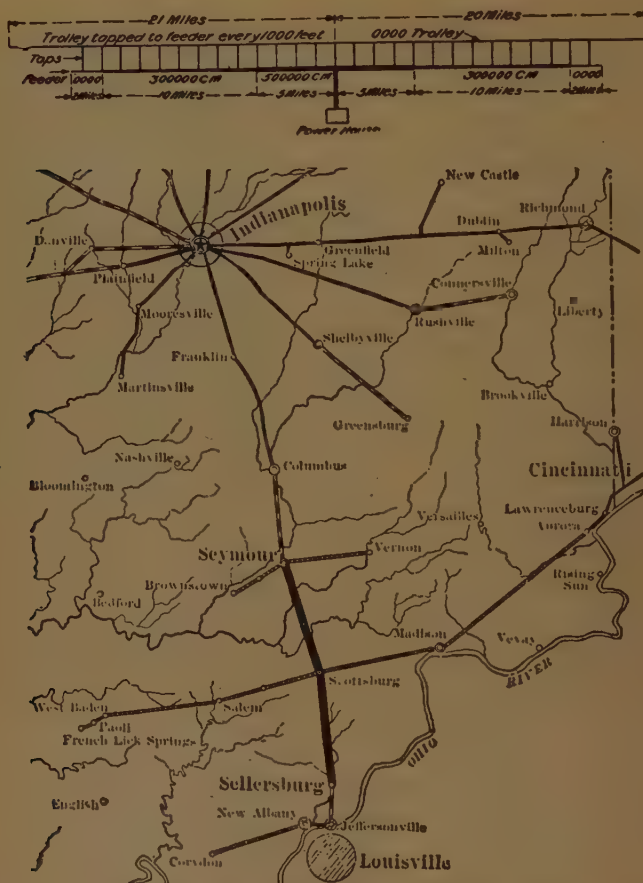 21 Miles 20 Miles
Trolley tapped to feeder every 1000 feet 0000 Trolley
Taps
Feeder 0000 300000 CM 500000 CM 300000 CM 0000
2 Miles 10 Miles 5 Miles 5 Miles 10 Miles 2 Miles
Power House
New Castle
Indianapolis
Richmond
Dublin
Danville
Greenfield
Milton
Spring Lake
Plainfield
Connersville
Mooresville
Rushville
Liberty
Shelbyville
Franklin
Martinsville
Brookville
Greensburg
Harrison
Nashville
Columbus
Cincinnati
Bloomington
Lawrenceburg
Versailles
Aurora
Seymour
Vernon
Brownstown
Rising
Sun
Bedford
Madison
Vevay
RIVER
Scottsburg
West Baden
Salem
Paoli
French Lick Springs
OHIO
Sellersburg
English
New Albany
Jeffersonville
Corydon
Louisville